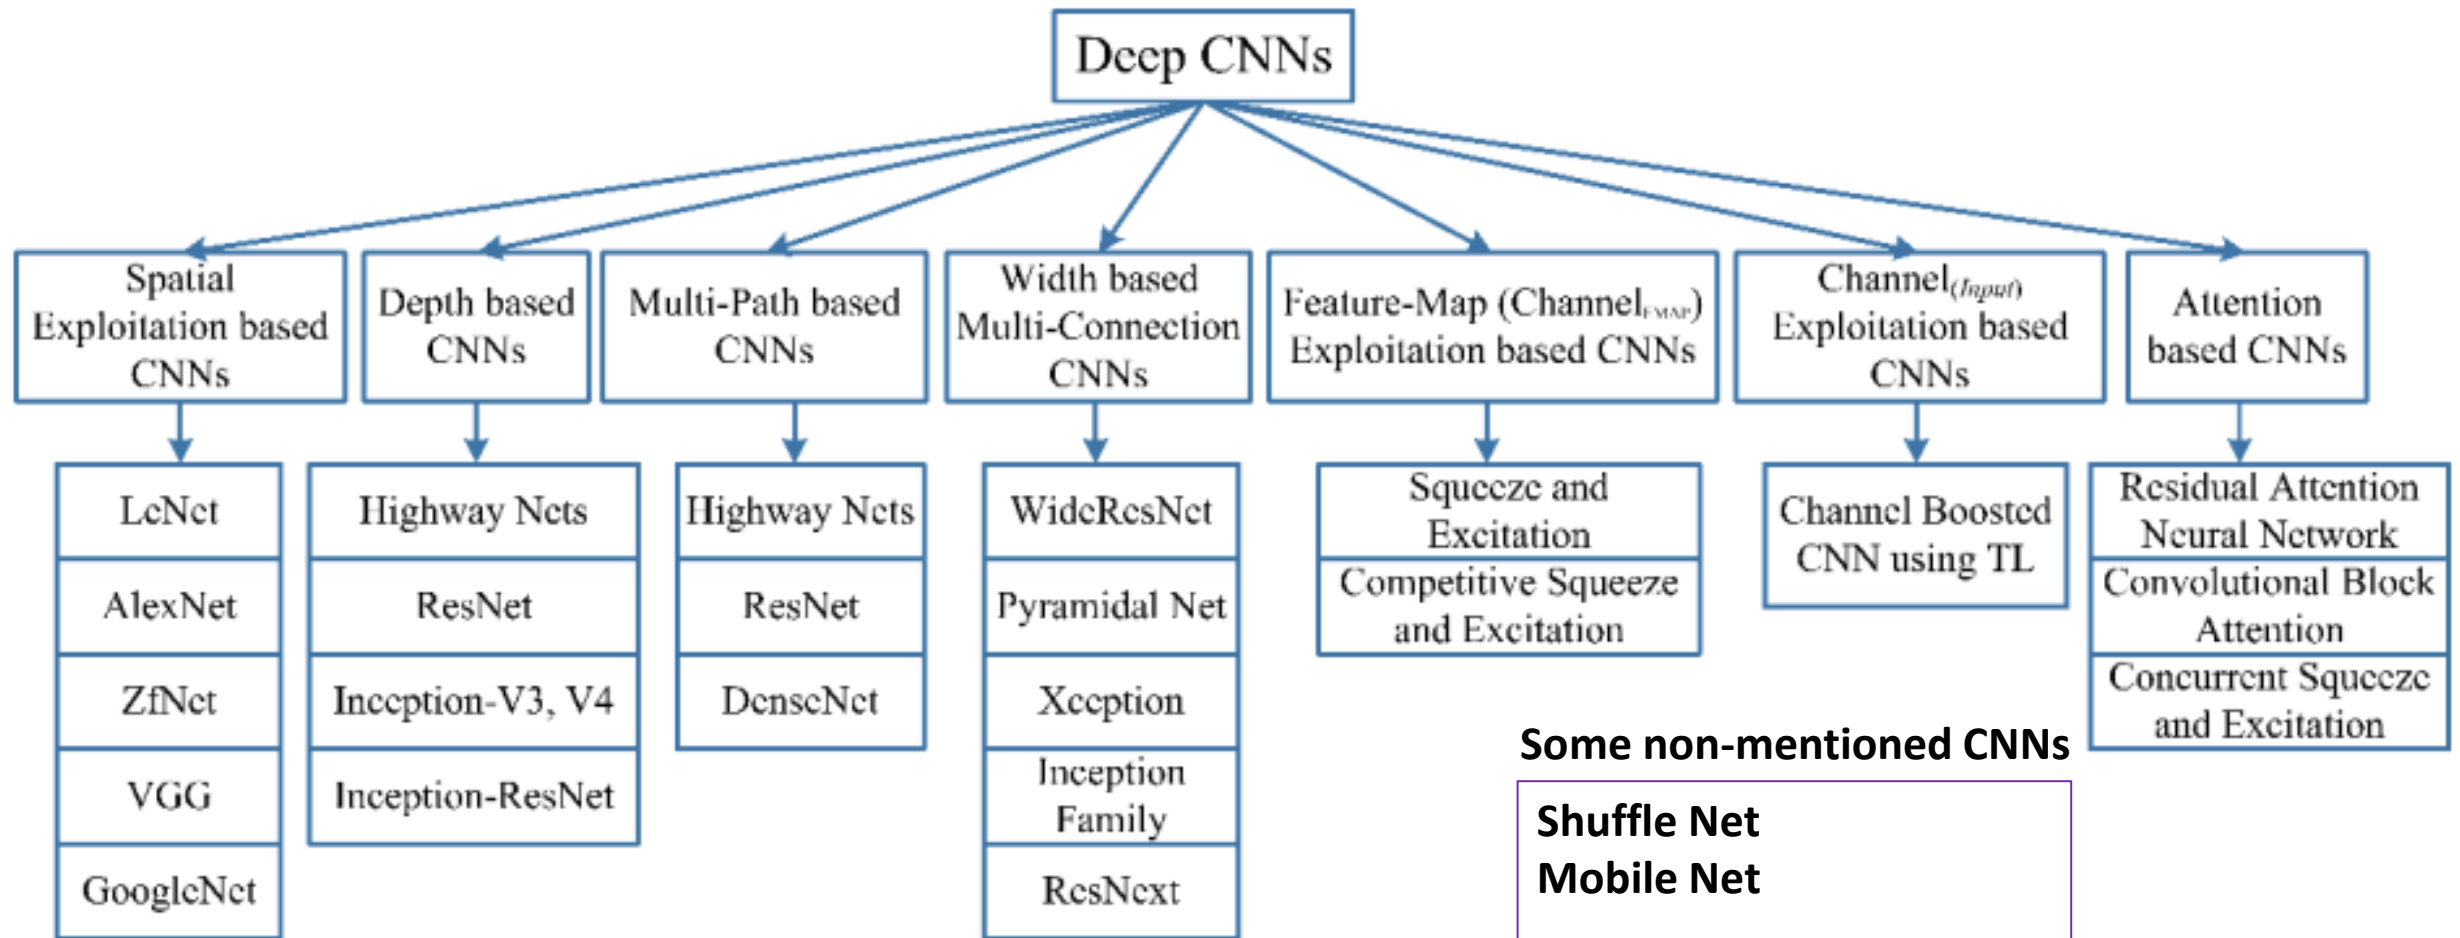 Deep CNNs
Spatial
Exploitation based
CNNs
Depth based
CNNs
Multi-Path based
CNNs
Width based
Multi-Connection
CNNs
Feature-Map (ChannelFMAP)
Exploitation based CNNs
Channel(Input)
Exploitation based
CNNs
Attention
based CNNs
LeNet
AlexNet
ZfNet
VGG
GoogleNet
Highway Nets
ResNet
Inception-V3, V4
Inception-ResNet
Highway Nets
ResNet
DenseNet
WideResNet
Pyramidal Net
Xception
Inception
Family
ResNext
Squeeze and
Excitation
Competitive Squeeze
and Excitation
Channel Boosted
CNN using TL
Residual Attention
Neural Network
Convolutional Block
Attention
Concurrent Squeeze
and Excitation
Some non-mentioned CNNs
Shuffle Net
Mobile Net